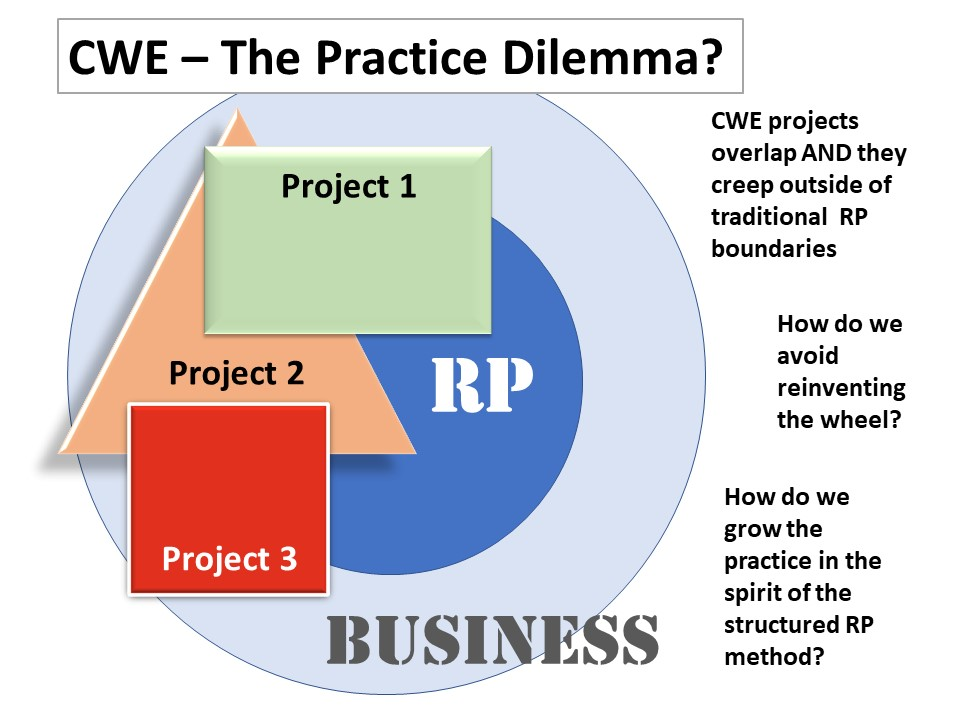 CWE – The Practice Dilemma?
CWE projects
overlap AND they
creep outside of
traditional RP
boundaries
Project 1
How do we
avoid
reinventing
the wheel?
Project 2
RP
How do we
grow the
practice in the
spirit of the
structured RP
method?
Project 3
BUSINESS